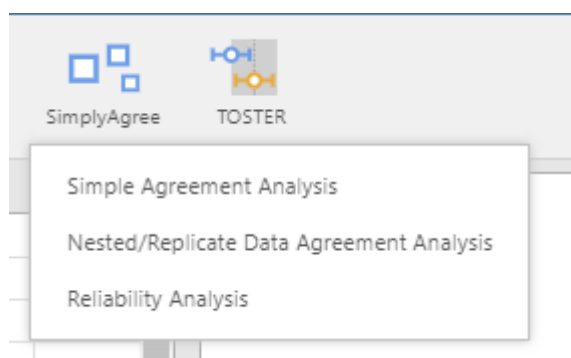 SimplyAgree
TOSTER
Simple Agreement Analysis
Nested/Replicate Data Agreement Analysis
Reliability Analysis